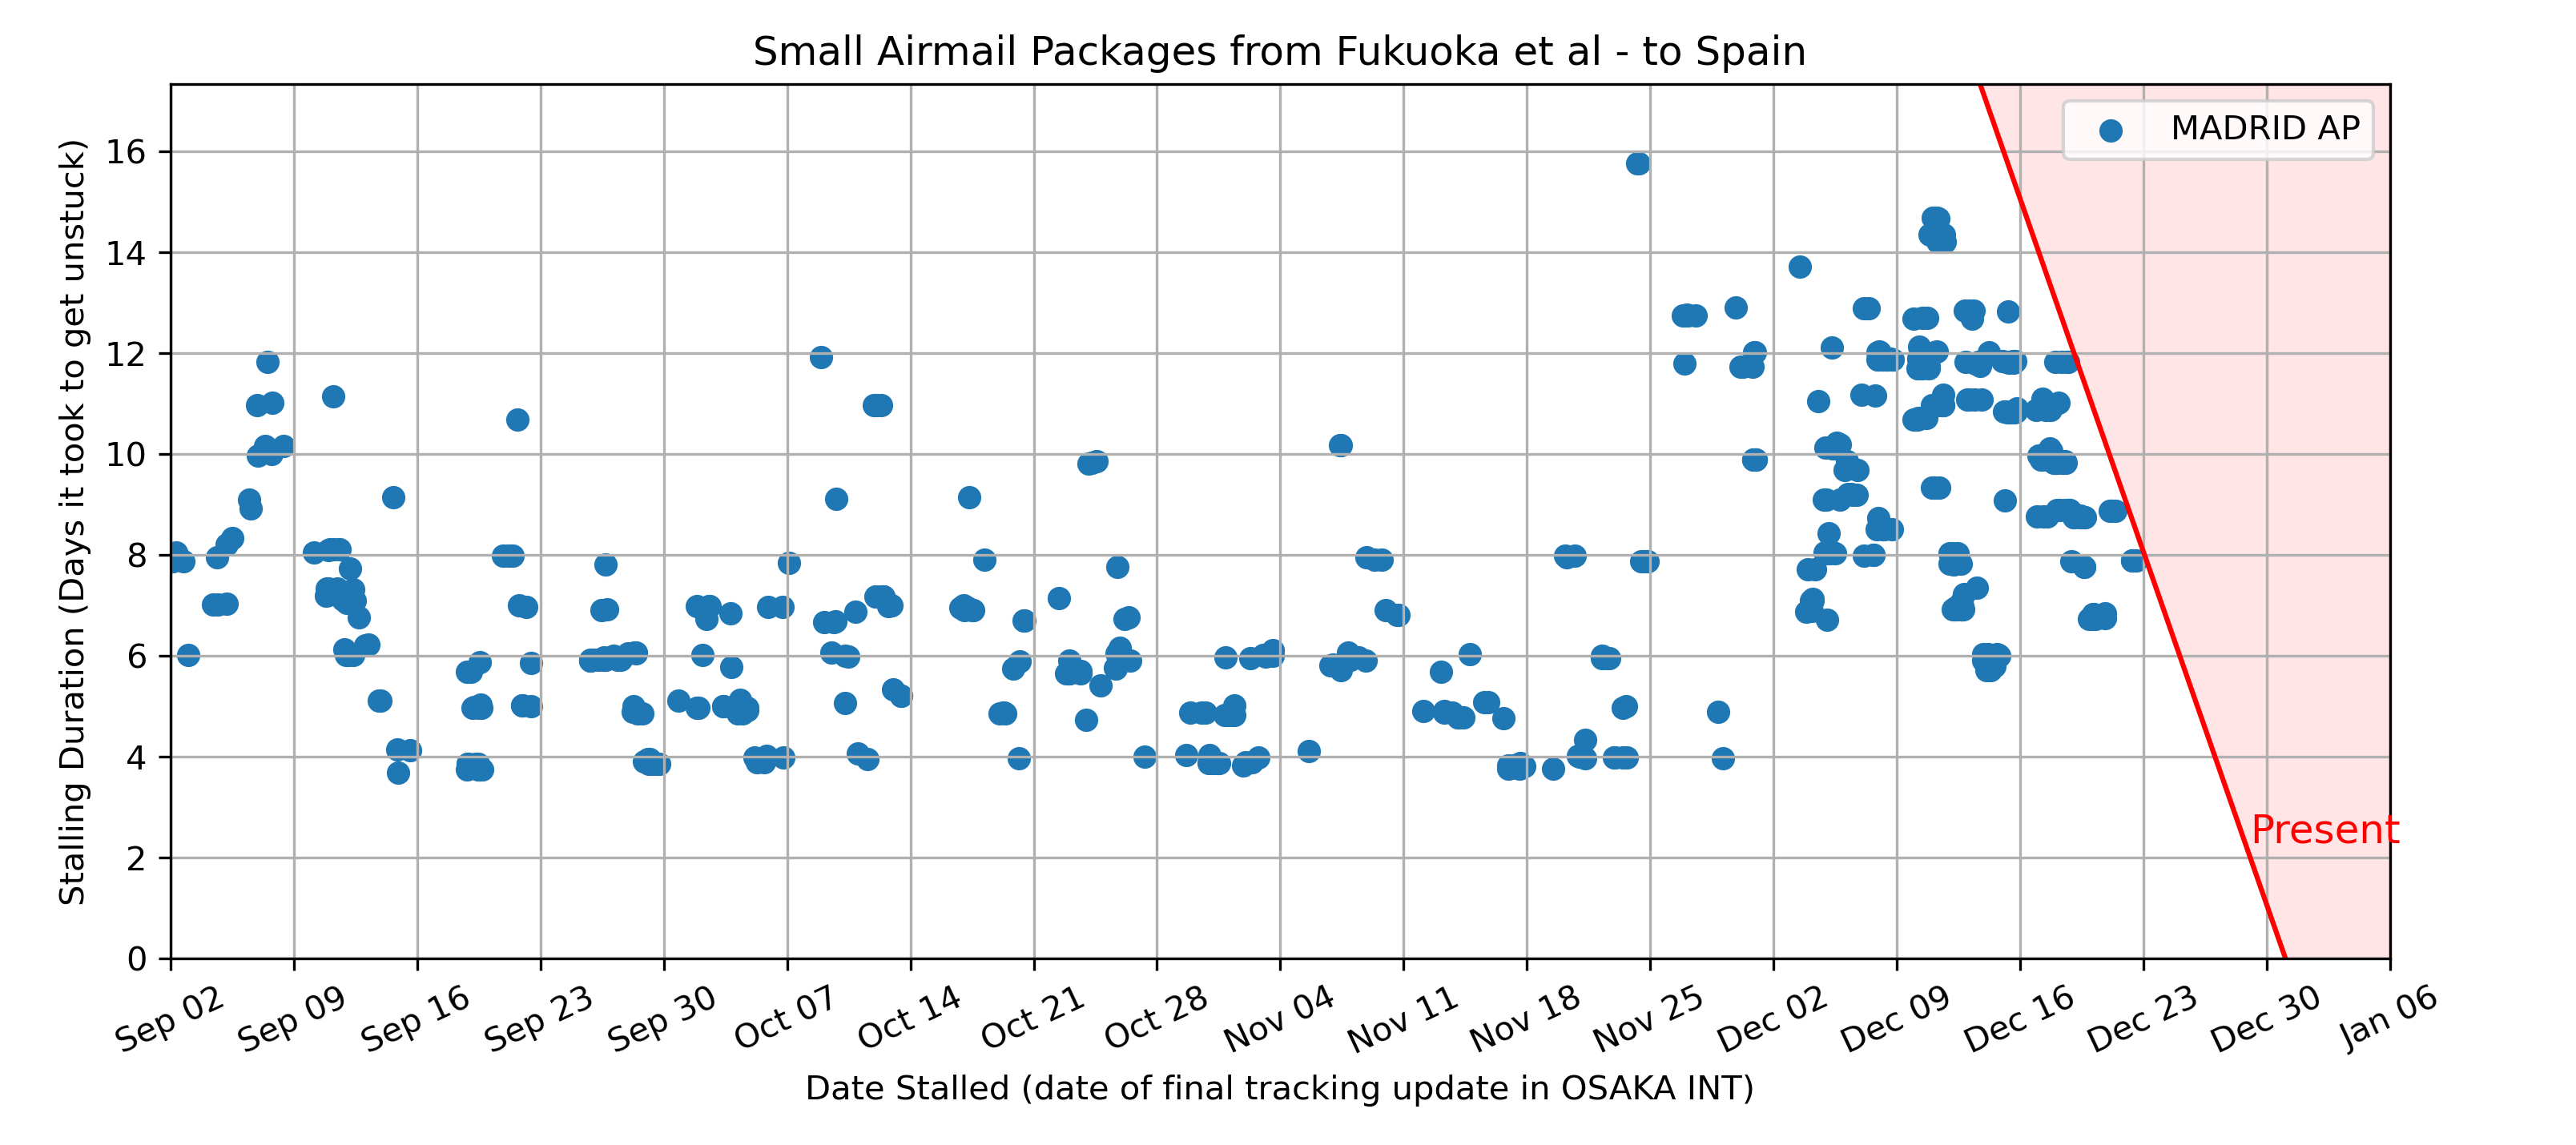 Small Airmail Packages from Fukuoka et al - to Spain
MADRID AP
Stalling Duration (Days it took to get unstuck)
16
14
12
10
8
6
4
2
0
Present
Sep 02 Sep 09 Sep 16 Sep 23 Sep 30 Oct 07 Oct 14 Oct 21 Oct 28 Nov 04 Nov 11 Nov 18 Nov 25 Dec 02 Dec 09 Dec 16 Dec 23 Dec 30 Jan 06
Date Stalled (date of final tracking update in OSAKA INT)